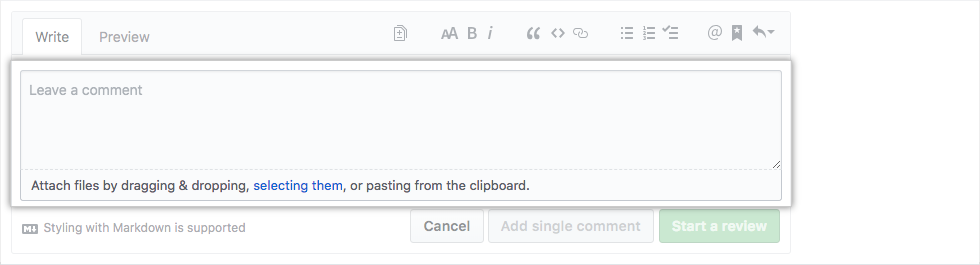 Write Preview AA B i @
Leave a comment
Attach files by dragging & dropping, selecting them, or pasting from the clipboard.
M↓ Styling with Markdown is supported Cancel Add single comment Start a review